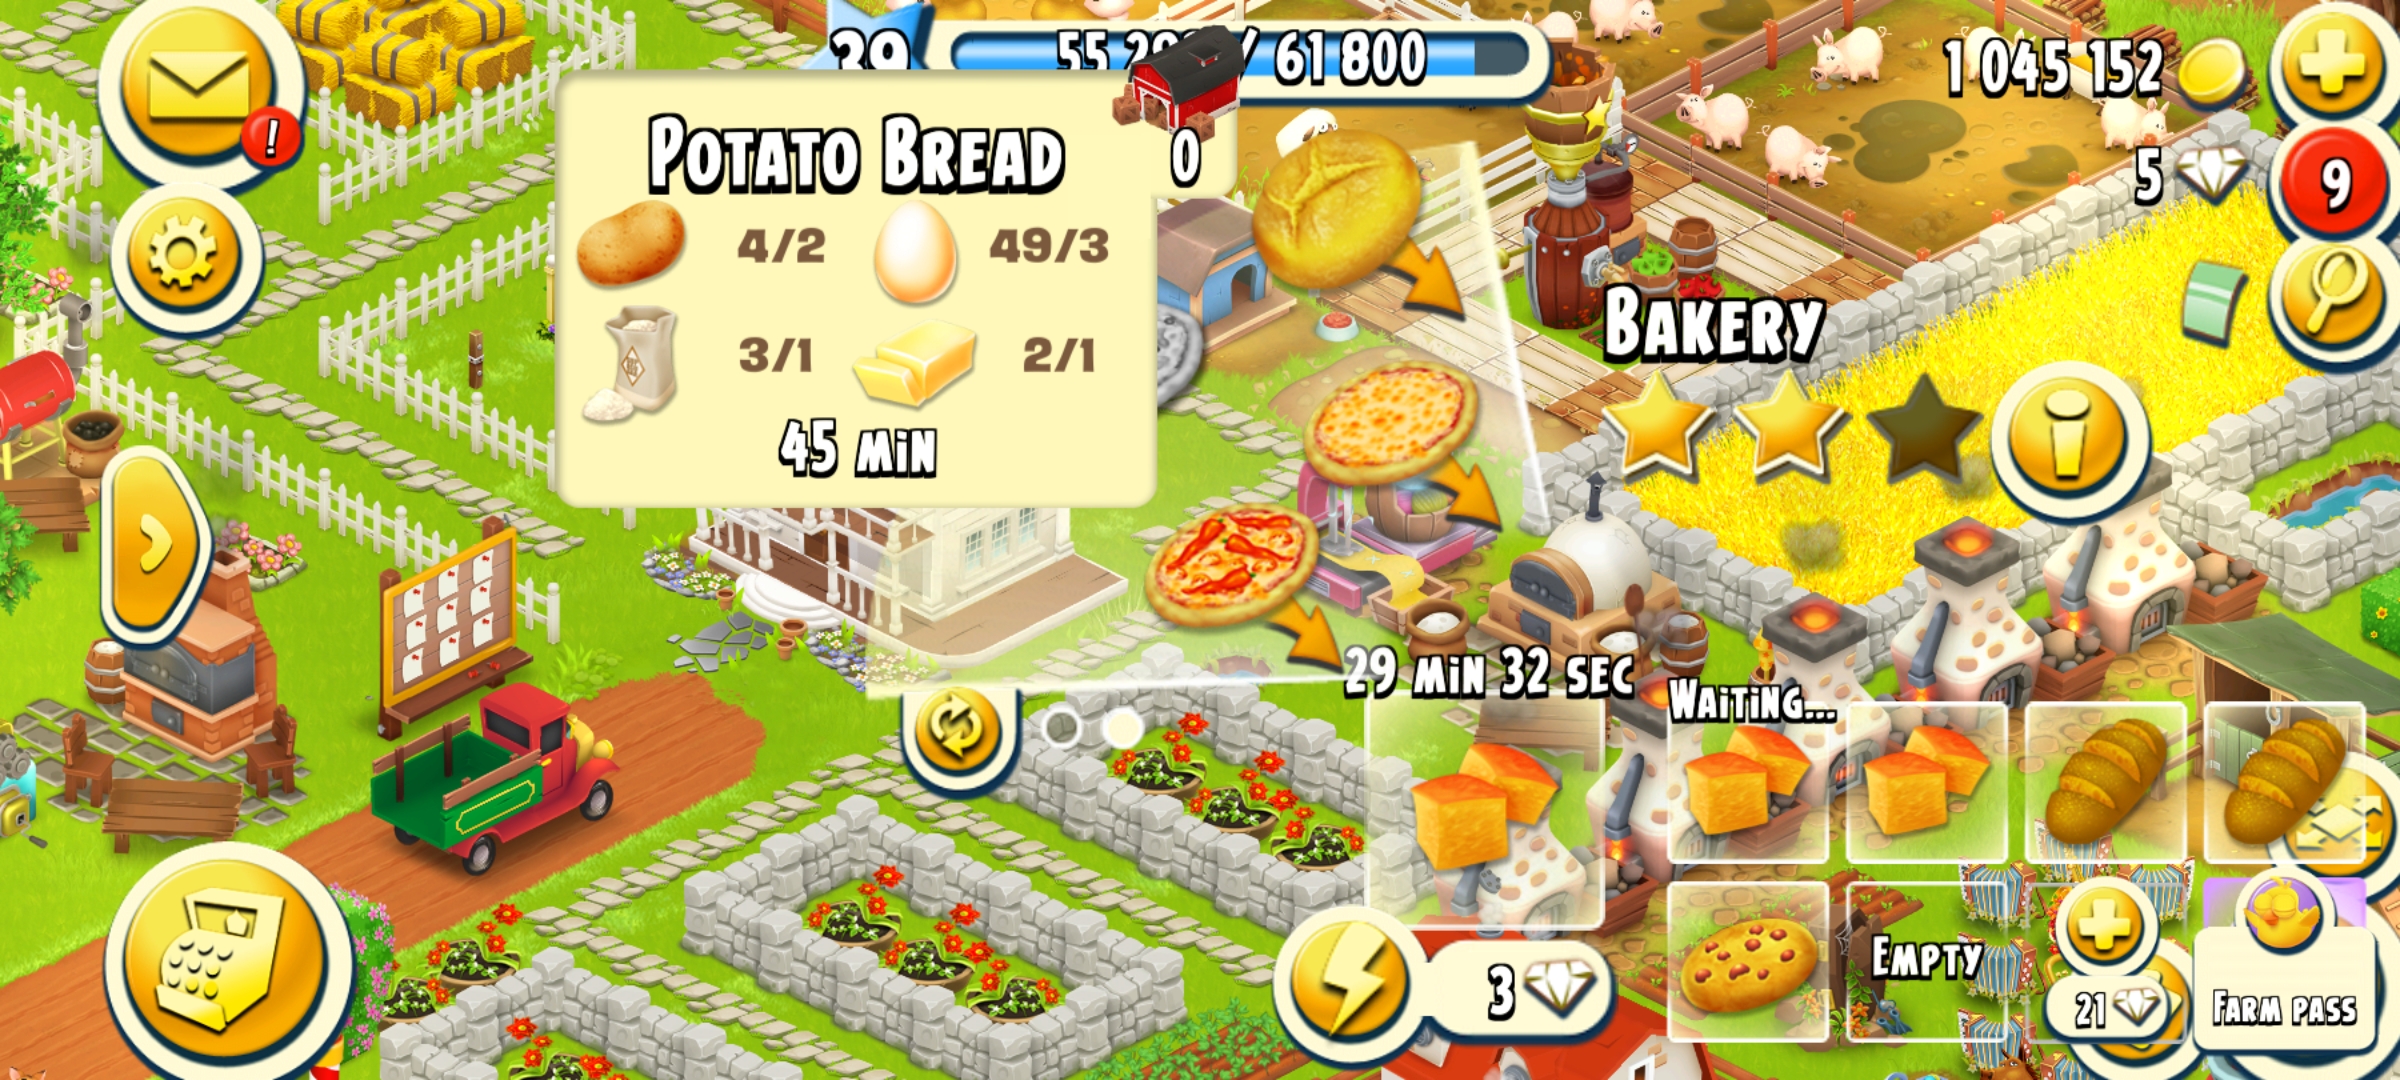 !
39
/ 61 800
1 045 152
5
9
POTATO BREAD
0
4/2
49/3
3/1
2/1
45 MIN
BAKERY
29 MIN 32 SEC
WAITING...
3
EMPTY
21
FARM PASS